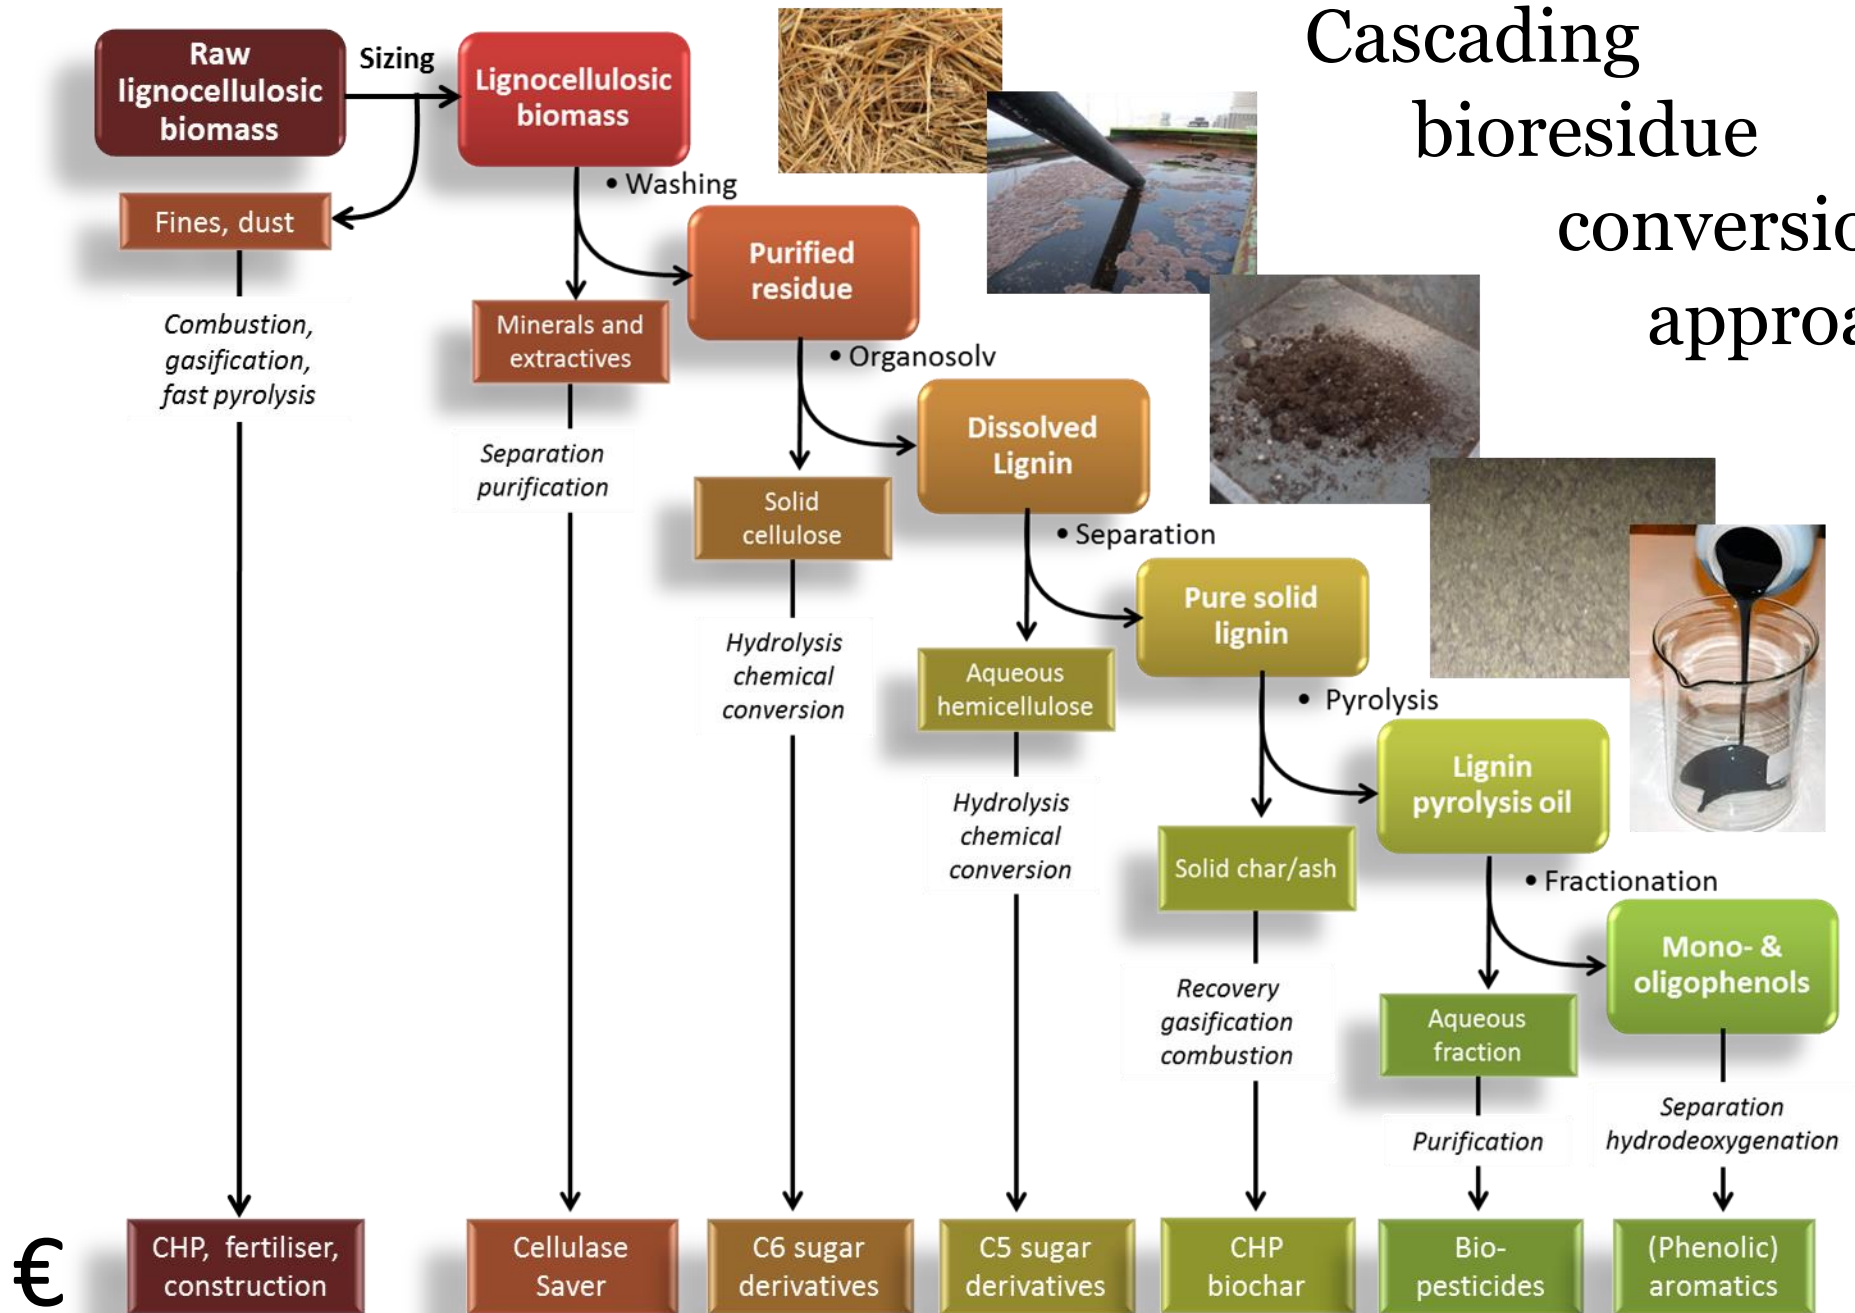 Cascading
bioresidue
conversio
approa
Raw
lignocellulosic
biomass
Sizing
Lignocellulosic
biomass
Fines, dust
• Washing
Combustion,
gasification,
fast pyrolysis
Minerals and
extractives
Purified
residue
Separation
purification
• Organosolv
Solid
cellulose
Dissolved
Lignin
Hydrolysis
chemical
conversion
• Separation
Aqueous
hemicellulose
Pure solid
lignin
Hydrolysis
chemical
conversion
• Pyrolysis
Solid char/ash
Lignin
pyrolysis oil
Recovery
gasification
combustion
• Fractionation
Aqueous
fraction
Mono- &
oligophenols
Purification
Separation
hydrodeoxygenation
€
CHP, fertiliser,
construction
Cellulase
Saver
C6 sugar
derivatives
C5 sugar
derivatives
CHP
biochar
Bio-
pesticides
(Phenolic)
aromatics